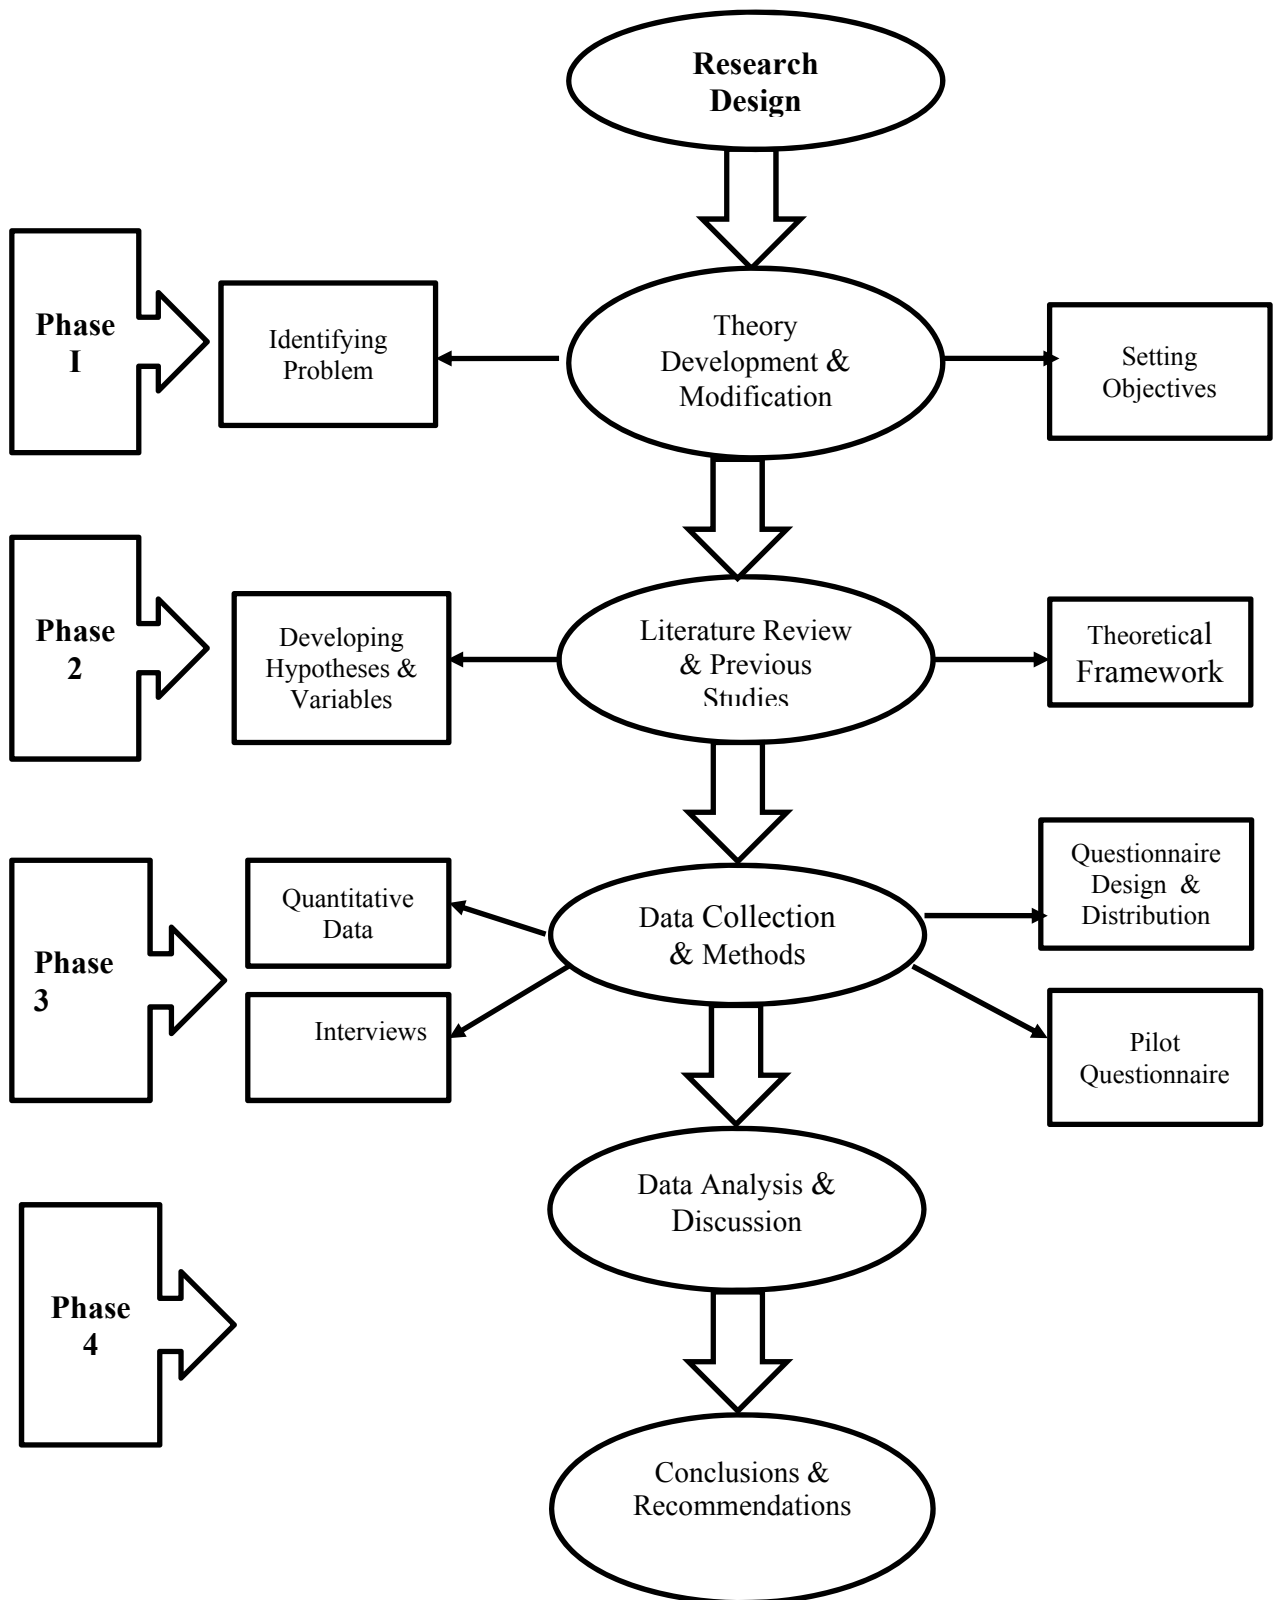 Research
Design
Phase
I
Identifying
Problem
Theory
Development &
Modification
Setting
Objectives
Phase
2
Developing
Hypotheses &
Variables
Literature Review
& Previous
Studies
Theoretical
Framework
Phase
3
Quantitative
Data
Interviews
Data Collection
& Methods
Questionnaire
Design &
Distribution
Pilot
Questionnaire
Phase
4
Data Analysis &
Discussion
Conclusions &
Recommendations